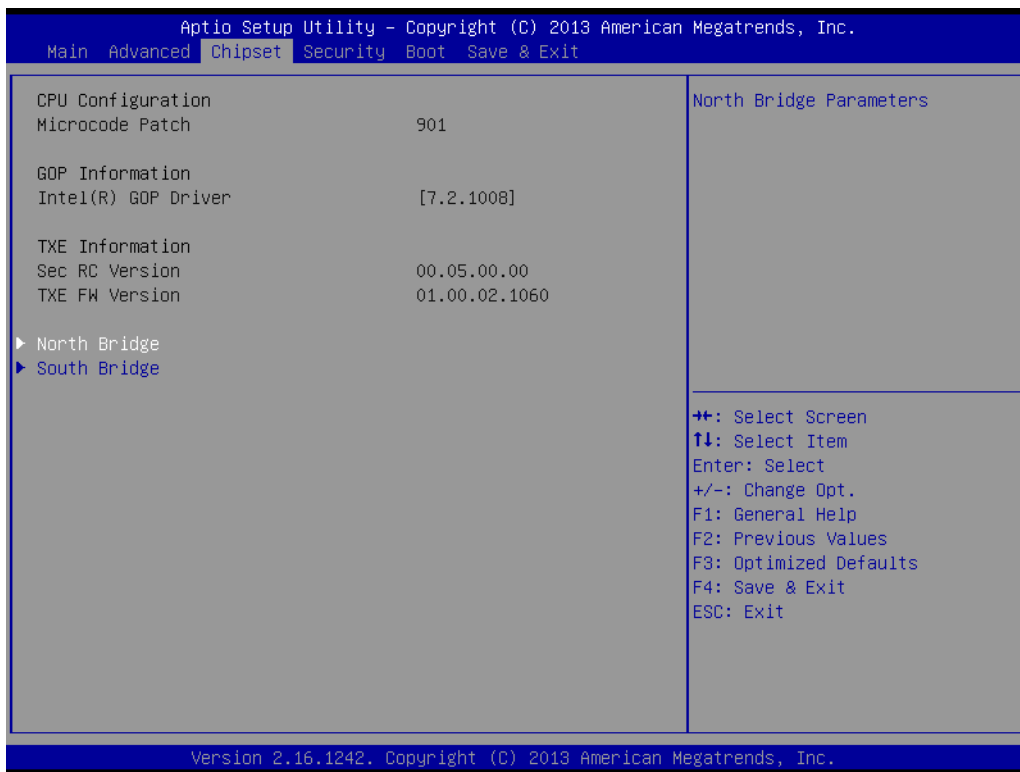 Aptio Setup Utility – Copyright (C) 2013 American Megatrends, Inc.
Main Advanced Chipset Security Boot Save & Exit
CPU Configuration
Microcode Patch 901
GOP Information
Intel(R) GOP Driver [7.2.1008]
TXE Information
Sec RC Version 00.05.00.00
TXE FW Version 01.00.02.1060
► North Bridge
► South Bridge
North Bridge Parameters
→←: Select Screen
↑↓: Select Item
Enter: Select
+/-: Change Opt.
F1: General Help
F2: Previous Values
F3: Optimized Defaults
F4: Save & Exit
ESC: Exit
Version 2.16.1242. Copyright (C) 2013 American Megatrends, Inc.